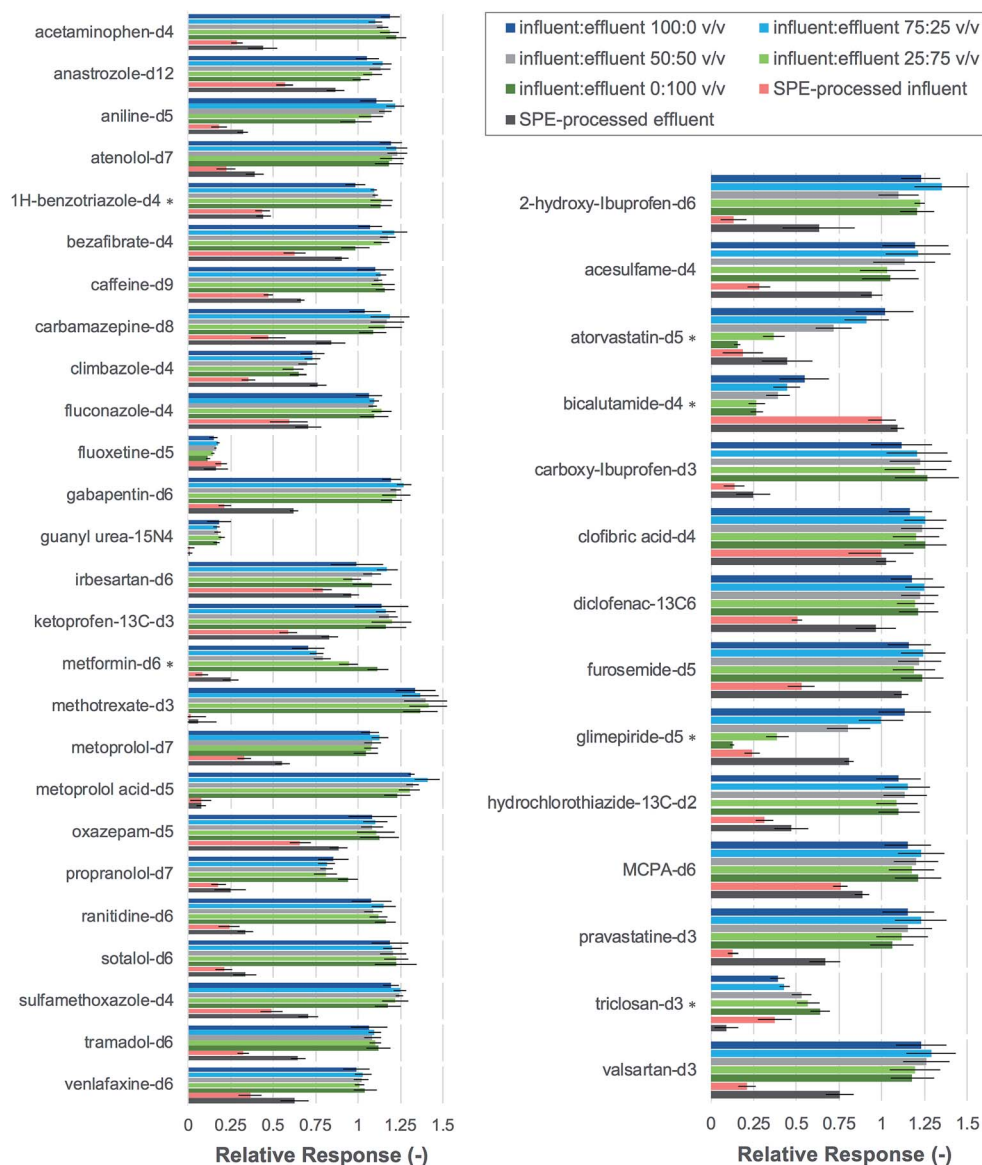 influent:effluent 100:0 v/v
influent:effluent 75:25 v/v
influent:effluent 50:50 v/v
influent:effluent 25:75 v/v
influent:effluent 0:100 v/v
SPE-processed influent
SPE-processed effluent
acetaminophen-d4
anastrozole-d12
aniline-d5
atenolol-d7
1H-benzotriazole-d4 *
bezafibrate-d4
caffeine-d9
carbamazepine-d8
climbazole-d4
fluconazole-d4
fluoxetine-d5
gabapentin-d6
guanyl urea-15N4
irbesartan-d6
ketoprofen-13C-d3
metformin-d6 *
methotrexate-d3
metoprolol-d7
metoprolol acid-d5
oxazepam-d5
propranolol-d7
ranitidine-d6
sotalol-d6
sulfamethoxazole-d4
tramadol-d6
venlafaxine-d6
0 0.25 0.5 0.75 1 1.25 1.5
Relative Response (-)
2-hydroxy-Ibuprofen-d6
acesulfame-d4
atorvastatin-d5 *
bicalutamide-d4 *
carboxy-Ibuprofen-d3
clofibric acid-d4
diclofenac-13C6
furosemide-d5
glimepiride-d5 *
hydrochlorothiazide-13C-d2
MCPA-d6
pravastatine-d3
triclosan-d3 *
valsartan-d3
0 0.25 0.5 0.75 1 1.25 1.5
Relative Response (-)